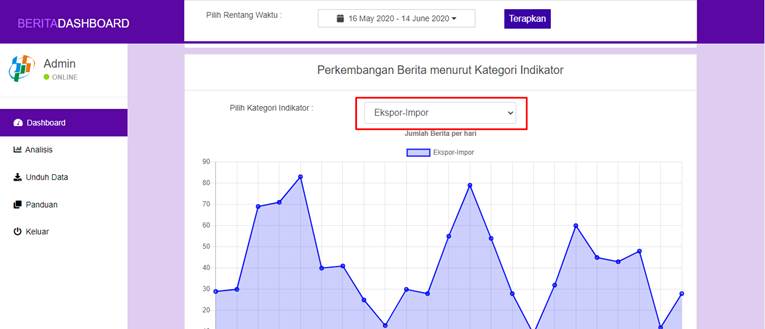 BERITADASHBOARD
Pilih Rentang Waktu :
16 May 2020 - 14 June 2020
Terapkan
Admin
ONLINE
Dashboard
Analisis
Unduh Data
Panduan
Keluar
Perkembangan Berita menurut Kategori Indikator
Pilih Kategori Indikator :
Ekspor-Impor
Jumlah Berita per hari
Ekspor-Impor
90
80
70
60
50
40
30
20